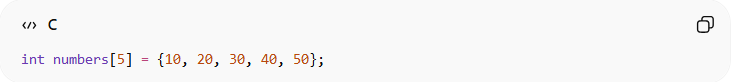 C
int numbers[5] = {10, 20, 30, 40, 50};